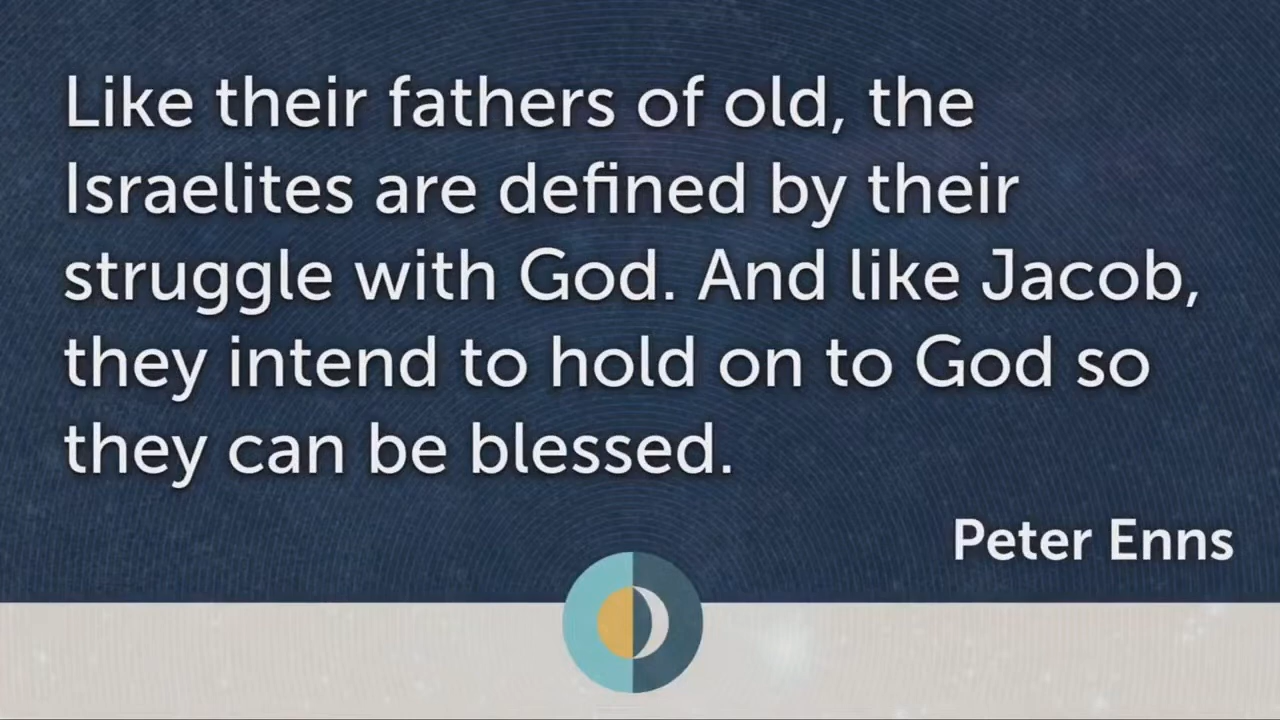 Like their fathers of old, the
Israelites are defined by their
struggle with God. And like Jacob,
they intend to hold on to God so
they can be blessed.
Peter Enns